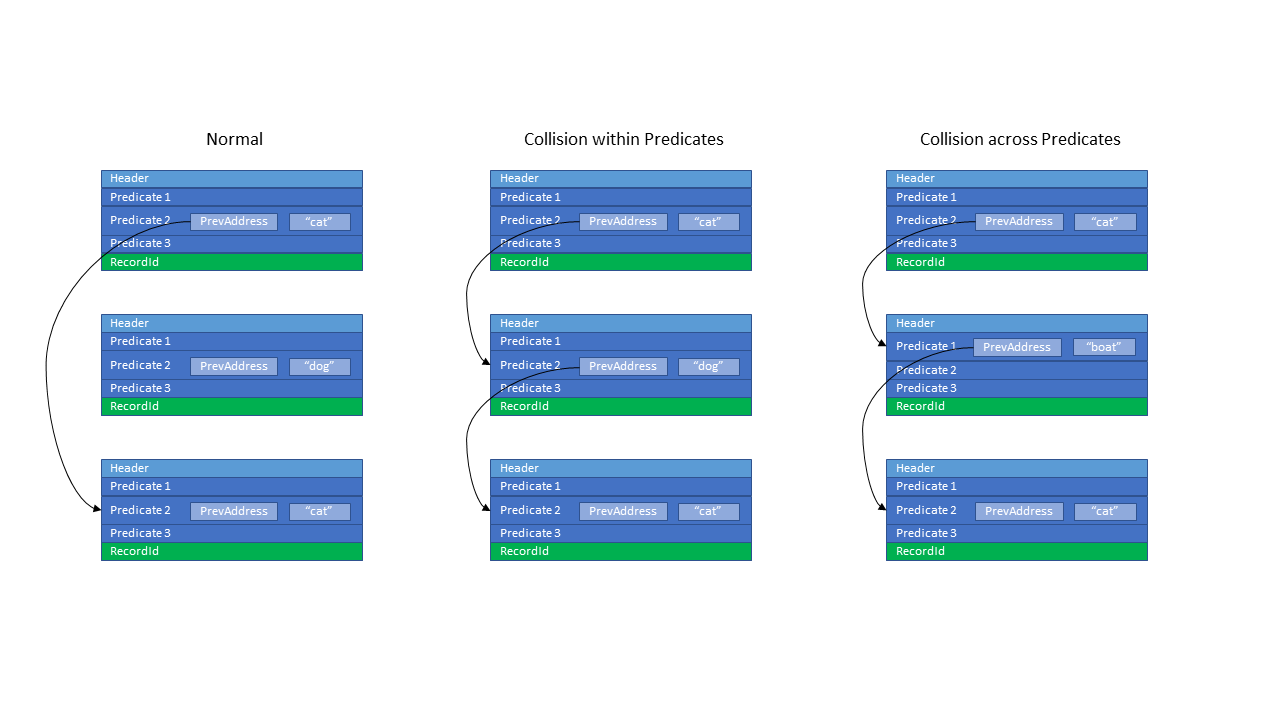 Normal
Header
Predicate 1
Predicate 2 PrevAddress “cat”
Predicate 3
RecordId
Header
Predicate 1
Predicate 2 PrevAddress “dog”
Predicate 3
RecordId
Header
Predicate 1
Predicate 2 PrevAddress “cat”
Predicate 3
RecordId
Collision within Predicates
Header
Predicate 1
Predicate 2 PrevAddress “cat”
Predicate 3
RecordId
Header
Predicate 1
Predicate 2 PrevAddress “dog”
Predicate 3
RecordId
Header
Predicate 1
Predicate 2 PrevAddress “cat”
Predicate 3
RecordId
Collision across Predicates
Header
Predicate 1
Predicate 2 PrevAddress “cat”
Predicate 3
RecordId
Header
Predicate 1 PrevAddress “boat”
Predicate 2
Predicate 3
RecordId
Header
Predicate 1
Predicate 2 PrevAddress “cat”
Predicate 3
RecordId